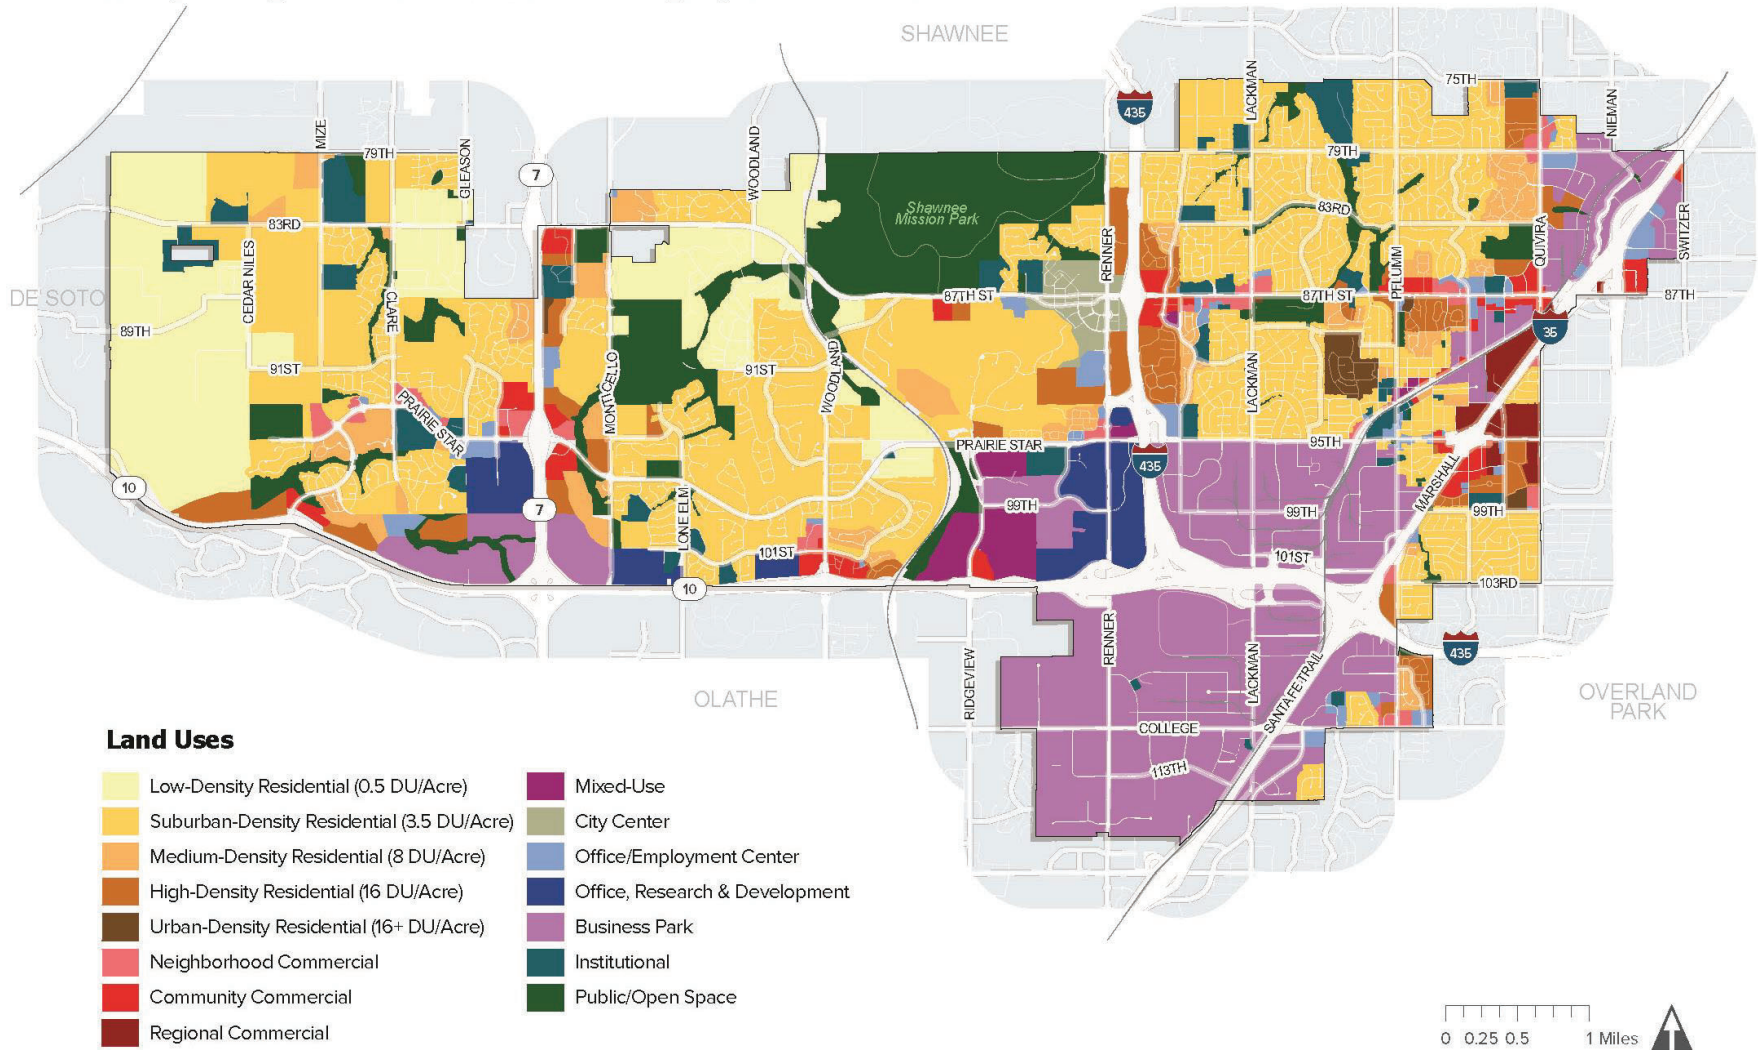 SHAWNEE
75TH
435
LACKMAN
NIEMAN
MIZE
79TH
GLEASON
7
WOODLAND
79TH
Shawnee
Mission Park
83RD
83RD
CEDAR NILES
RENNER
PFLUMM
QUIVIRA
SWITZER
DE SOTO
CLARE
87TH ST
87TH ST
87TH
89TH
35
91ST
MONTICELLO
91ST
WOODLAND
LACKMAN
PRAIRIE STAR
PRAIRIE STAR
95TH
435
MARSHALL
10
7
LONE ELM
99TH
99TH
99TH
101ST
101ST
103RD
10
RENNER
LACKMAN
SANTA FE TRAIL
435
RIDGEVIEW
OLATHE
OVERLAND
PARK
COLLEGE
113TH
Land Uses
Low-Density Residential (0.5 DU/Acre)
Suburban-Density Residential (3.5 DU/Acre)
Medium-Density Residential (8 DU/Acre)
High-Density Residential (16 DU/Acre)
Urban-Density Residential (16+ DU/Acre)
Neighborhood Commercial
Community Commercial
Regional Commercial
Mixed-Use
City Center
Office/Employment Center
Office, Research & Development
Business Park
Institutional
Public/Open Space
0 0.25 0.5 1 Miles